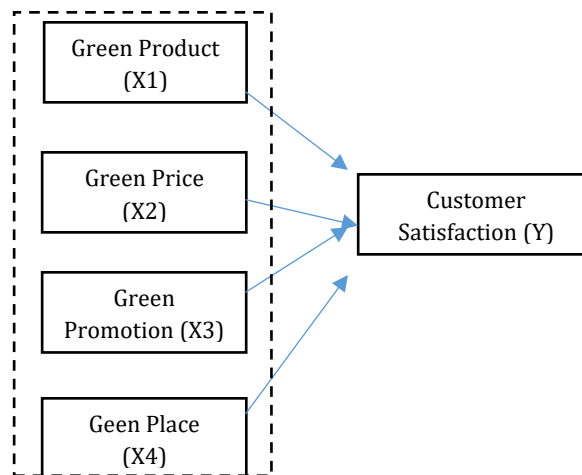 Green Product
(X1)
Green Price
(X2)
Green
Promotion (X3)
Geen Place
(X4)
Customer
Satisfaction (Y)